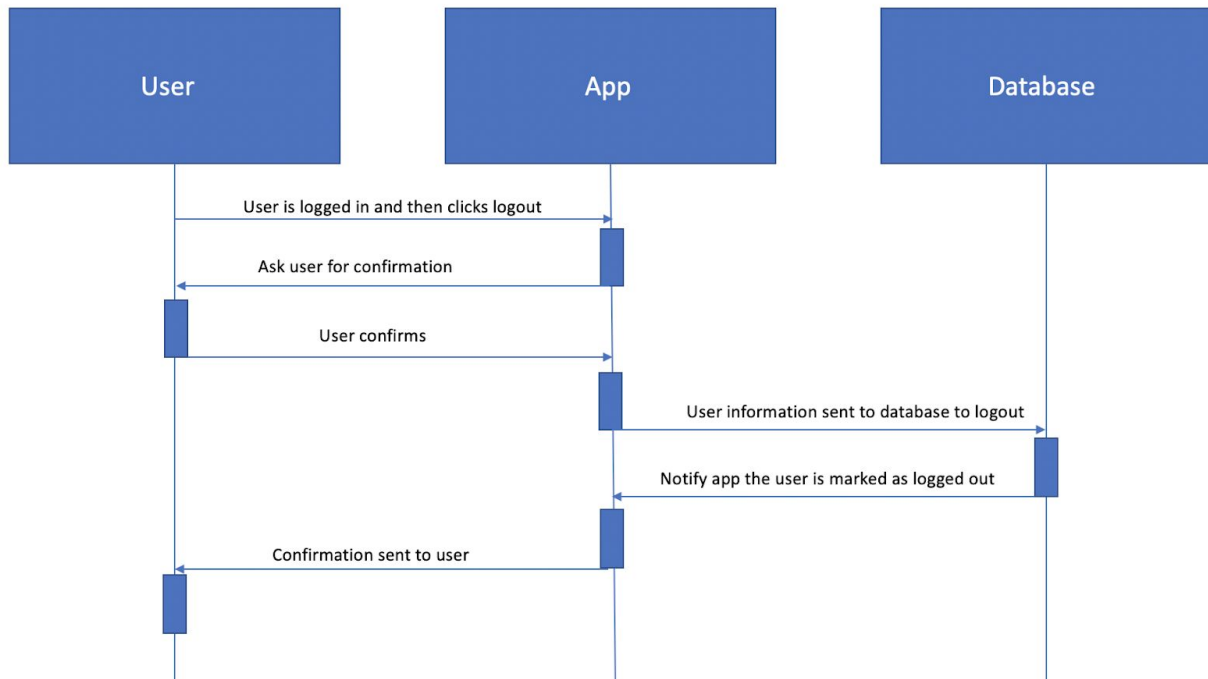 User
App
Database
User is logged in and then clicks logout
Ask user for confirmation
User confirms
User information sent to database to logout
Notify app the user is marked as logged out
Confirmation sent to user